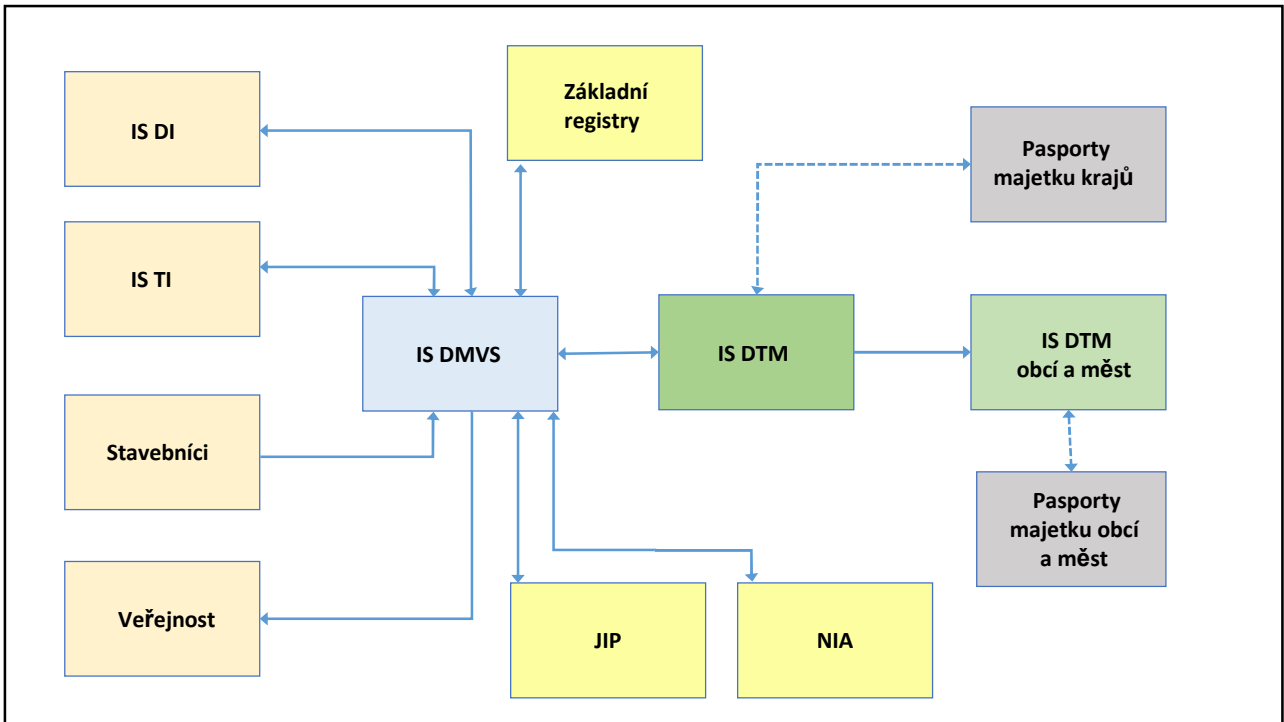 IS DI
Základní
registry
Pasporty
majetku krajů
IS TI
IS DMVS
IS DTM
IS DTM
obcí a měst
Stavebníci
Pasporty
majetku obcí
a měst
Veřejnost
JIP
NIA